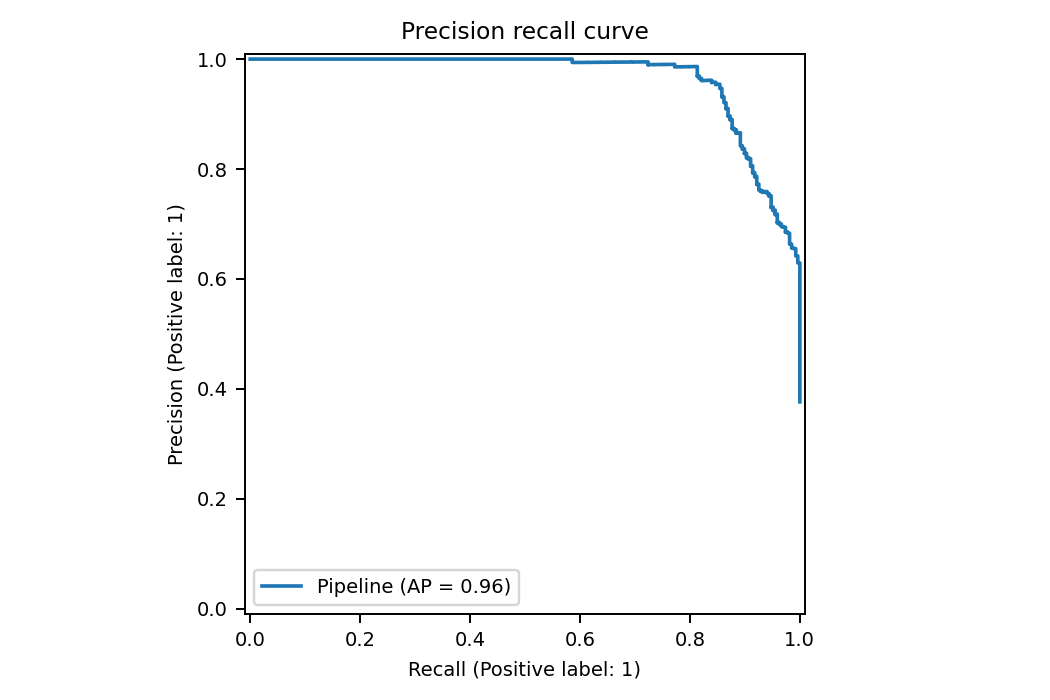 Precision recall curve
1.0
0.8
0.6
0.4
0.2
0.0
Precision (Positive label: 1)
Pipeline (AP = 0.96)
0.0 0.2 0.4 0.6 0.8 1.0
Recall (Positive label: 1)